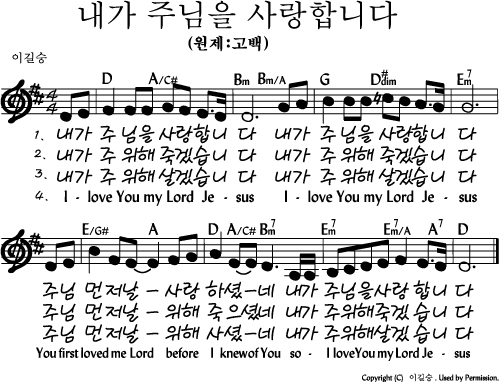 내가 주님을 사랑합니다
(원제:고백)
이길승
D A/C# Bm Bm/A G D#dim Em7
1. 내가 주 님을 사랑합니 다 내가 주님을사랑합니 다
2. 내가 주 위해 죽겠습니 다 내가 주위해 죽겠습니 다
3. 내가 주 위해 살겠습니 다 내가 주위해 살겠습니 다
4. I - love You my Lord Je - sus I - love You my Lord Je - sus
E/G# A D A/C# Bm7 Em7 Em7/A A7 D
주님 먼저날 - 사랑 하셨-네 내가 주님을사랑 합니 다
주님 먼저날 - 위해 죽 으셨네 내가 주위해죽겠 습니 다
주님 먼저날 - 위해 사셨-네 내가 주위해살겠 습니 다
You first loved me Lord before I knewof You so- I loveYou my Lord Je- sus
Copyright (C) 이길승 . Used by Permission.